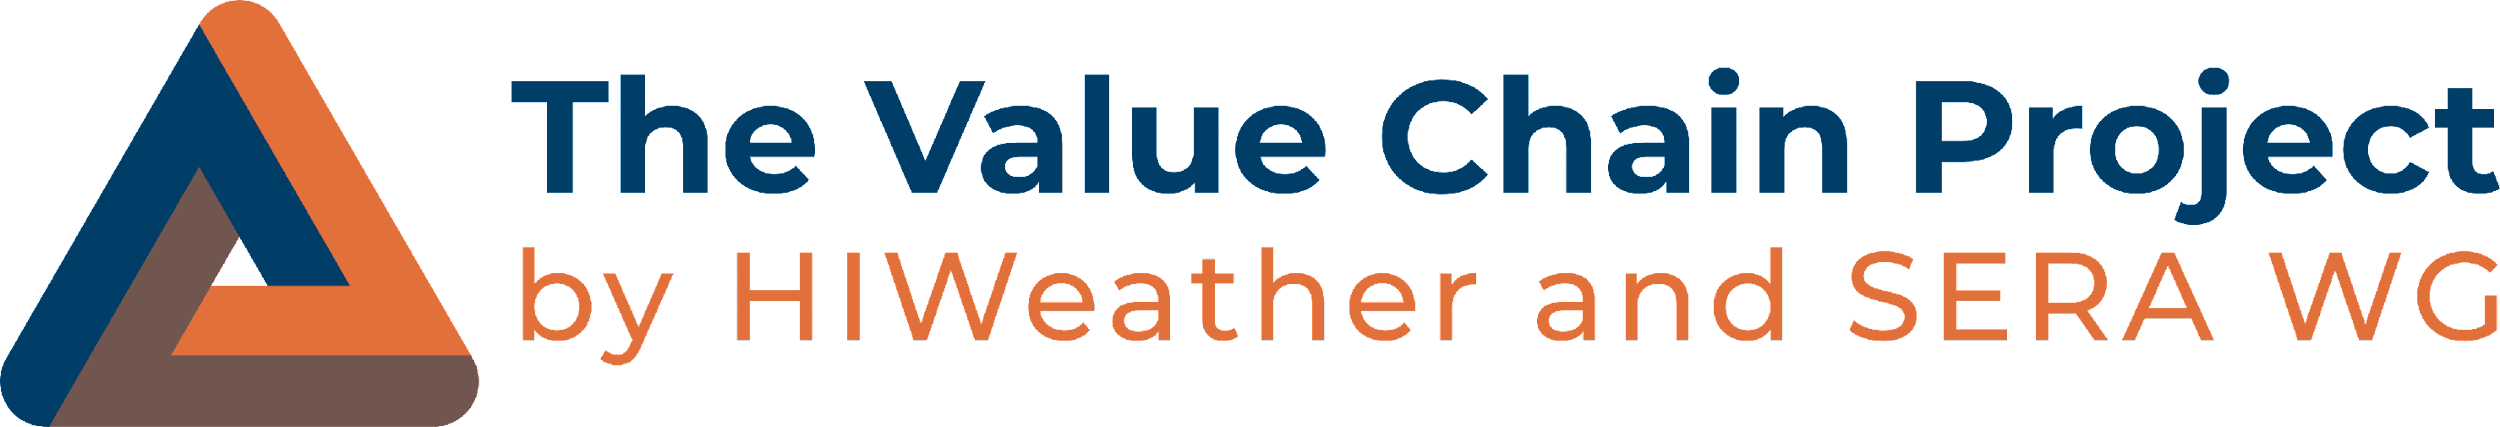 The Value Chain Project
by HIWeather and SERA WG